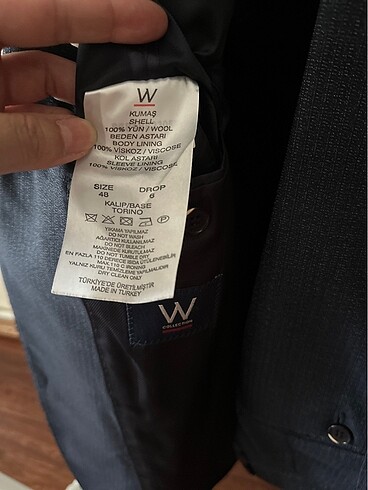 W
KUMAŞ
SHELL
100% YÜN / WOOL
BEDEN ASTARI
BODY LINING
100% VİSKOZ / VISCOSE
KOL ASTARI
SLEEVE LINING
100% VİSKOZ / VISCOSE
SIZE DROP
48 6
KALIP/BASE
TORINO
YIKAMA YAPILMAZ
DO NOT WASH
AĞARTICI KULLANILMAZ
DO NOT BLEACH
MAKİNEDE KURUTULMAZ
DO NOT TUMBLE DRY
EN FAZLA 110 DERECE ISIDA ÜTÜLENEBİLİR
MAX.110 C IRONING
YALNIZ KURU TEMİZLEME YAPILMALIDIR
DRY CLEAN ONLY
TÜRKİYE'DE ÜRETİLMİŞTİR
MADE IN TURKEY
W
COLLECTION